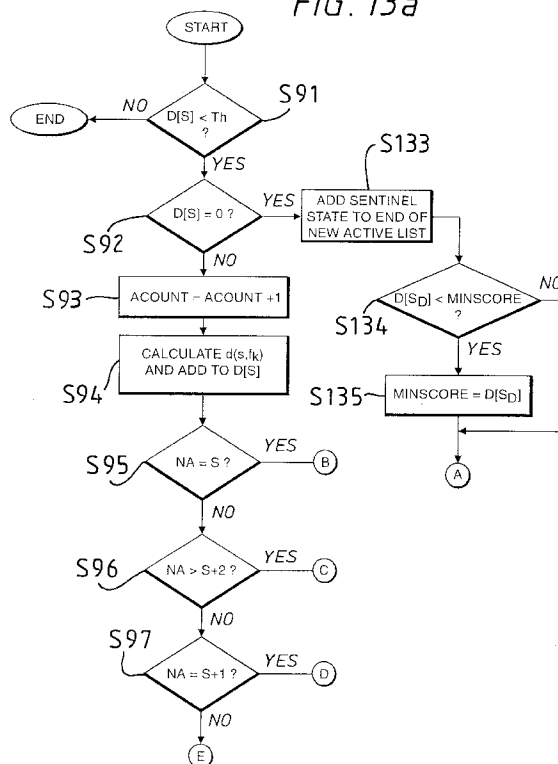 FIG. 13a
START
S91
D[S] < Th
?
NO
END
YES
S133
S92
D[S] = 0 ?
YES
ADD SENTINEL
STATE TO END OF
NEW ACTIVE LIST
NO
S93
ACOUNT = ACOUNT +1
S134
D[SD] < MINSCORE
?
NO
YES
S94
CALCULATE d(s,fk)
AND ADD TO D[S]
S135
MINSCORE = D[SD]
S95
NA = S ?
YES
B
A
NO
S96
NA > S+2 ?
YES
C
NO
S97
NA = S+1 ?
YES
D
NO
E